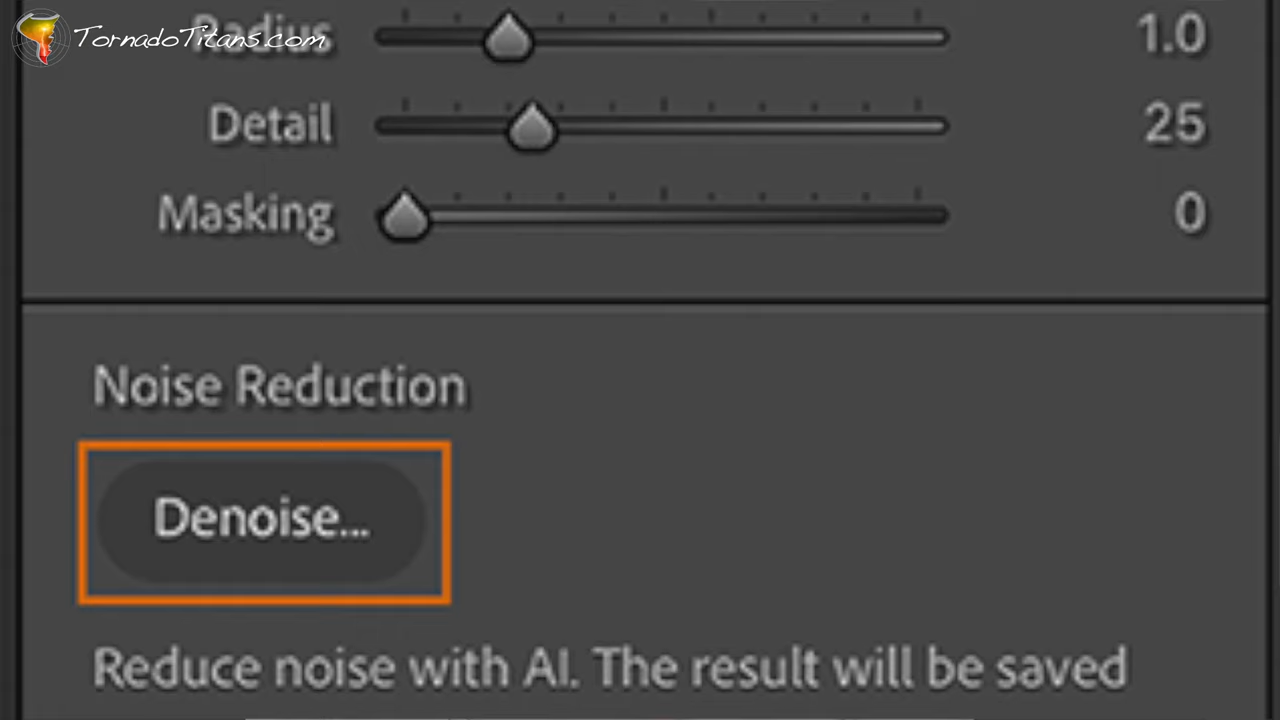 TornadoTitans.com
Radius 1.0
Detail 25
Masking 0
Noise Reduction
Denoise...
Reduce noise with AI. The result will be saved